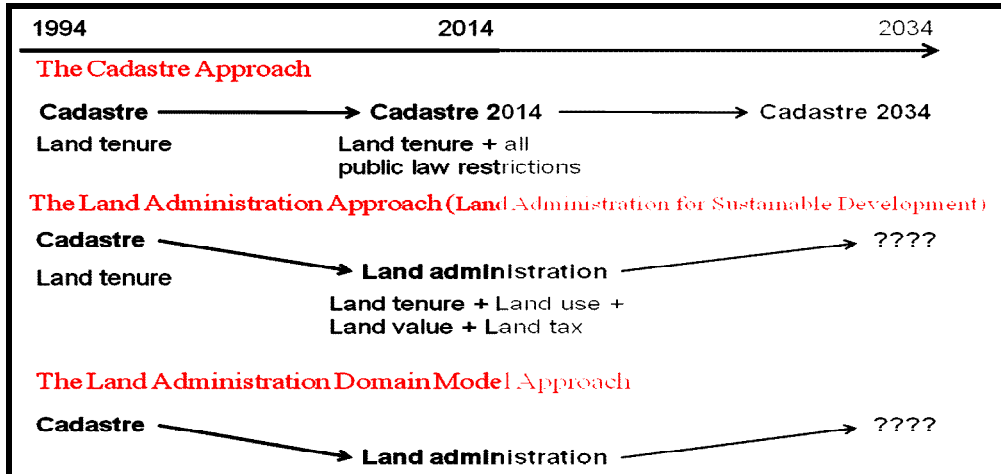 1994 2014 2034
The Cadastre Approach
Cadastre Cadastre 2014 Cadastre 2034
Land tenure Land tenure + all
public law restrictions
The Land Administration Approach (Land Administration for Sustainable Development)
Cadastre ????
Land administration
Land tenure
Land tenure + Land use +
Land value + Land tax
The Land Administration Domain Model Approach
Cadastre ????
Land administration